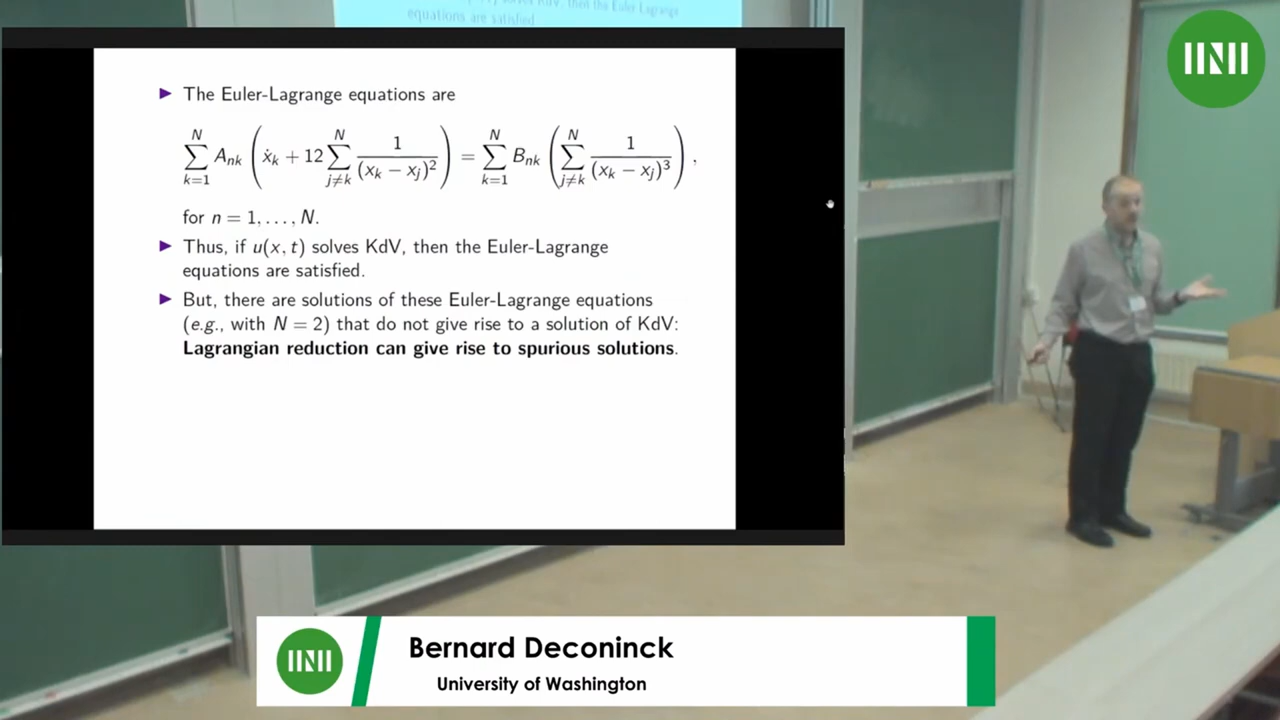 equations are satisfied
▶ The Euler-Lagrange equations are
\sum_{k=1}^{N} A_{nk} \left( \dot{x}_k + 12 \sum_{j \neq k}^{N} \frac{1}{(x_k - x_j)^2} \right) = \sum_{k=1}^{N} B_{nk} \left( \sum_{j \neq k}^{N} \frac{1}{(x_k - x_j)^3} \right),
for n = 1, . . . , N.
▶ Thus, if u(x, t) solves KdV, then the Euler-Lagrange
equations are satisfied.
▶ But, there are solutions of these Euler-Lagrange equations
(e.g., with N = 2) that do not give rise to a solution of KdV:
Lagrangian reduction can give rise to spurious solutions.
Bernard Deconinck
University of Washington